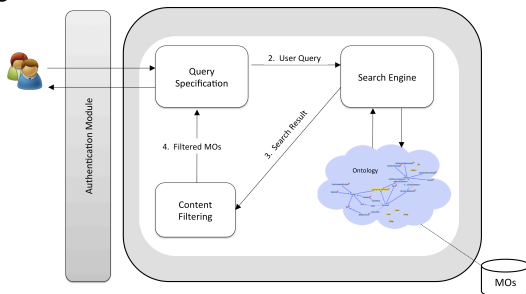 Authentication Module
Query
Specification
2. User Query
Search Engine
3. Search Result
4. Filtered MOs
Content
Filtering
Ontology
MOs